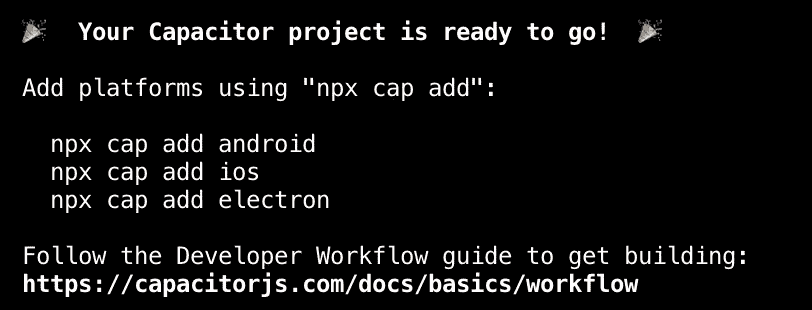 🎉 Your Capacitor project is ready to go! 🎉
Add platforms using "npx cap add":
npx cap add android
npx cap add ios
npx cap add electron
Follow the Developer Workflow guide to get building:
https://capacitorjs.com/docs/basics/workflow